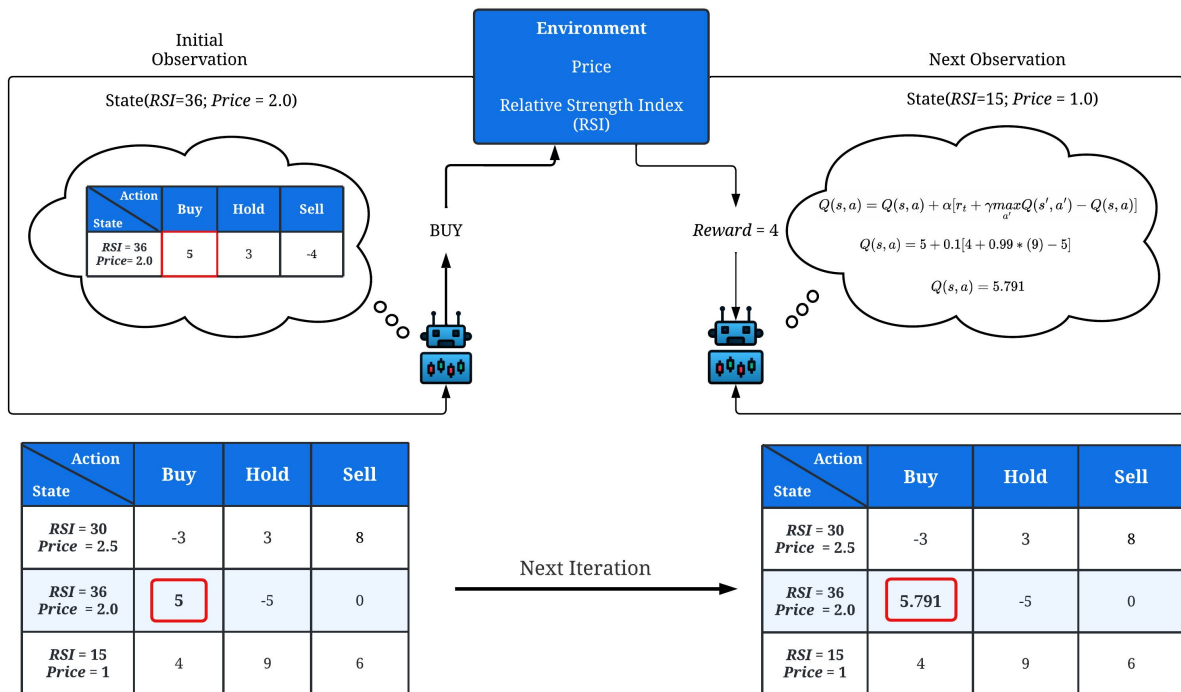 Initial
Observation
State(RSI=36; Price = 2.0)
Action
State
Buy
Hold
Sell
RSI = 36
Price= 2.0
5
3
-4
BUY
Environment
Price
Relative Strength Index
(RSI)
Reward = 4
Next Observation
State(RSI=15; Price = 1.0)
Q(s, a) = Q(s, a) + α[r_t + γ max_{a'} Q(s', a') − Q(s, a)]
Q(s, a) = 5 + 0.1[4 + 0.99 * (9) − 5]
Q(s, a) = 5.791
Action
State
Buy
Hold
Sell
RSI = 30
Price = 2.5
-3
3
8
RSI = 36
Price = 2.0
5
-5
0
RSI = 15
Price = 1
4
9
6
Next Iteration
Action
State
Buy
Hold
Sell
RSI = 30
Price = 2.5
-3
3
8
RSI = 36
Price = 2.0
5.791
-5
0
RSI = 15
Price = 1
4
9
6